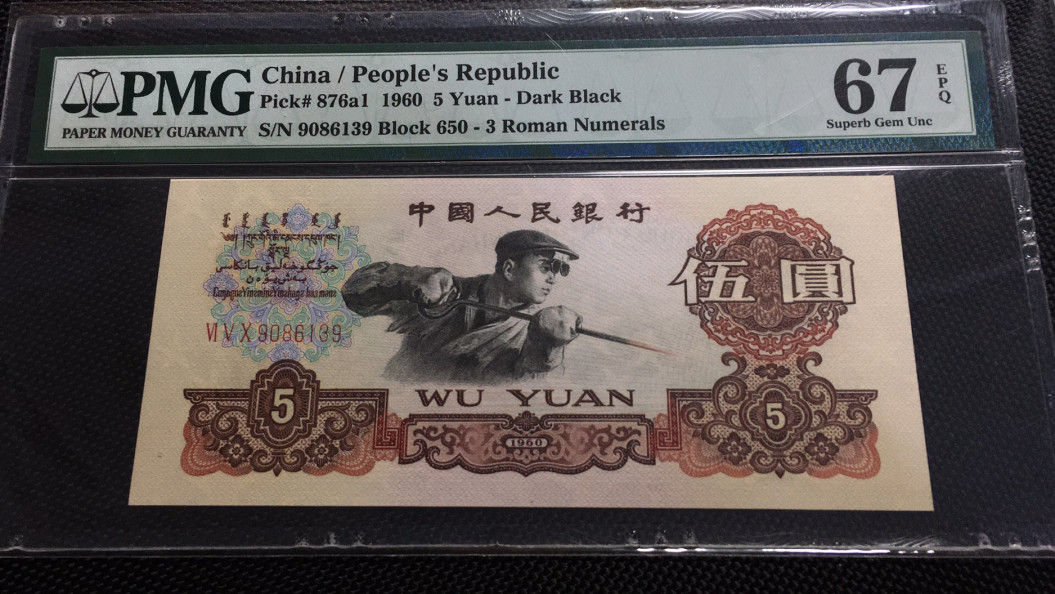 PMG
PAPER MONEY GUARANTY
China / People's Republic
Pick# 876a1 1960 5 Yuan - Dark Black
S/N 9086139 Block 650 - 3 Roman Numerals
67 EPQ
Superb Gem Unc
中國人民銀行
伍圓
VI V X 9086139
5
WU YUAN
1960
5